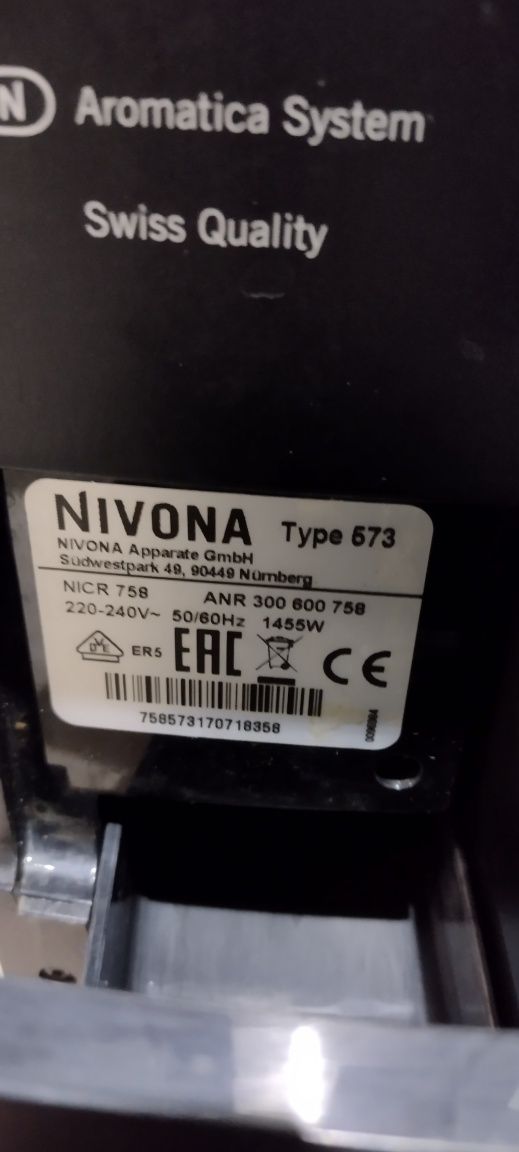 N Aromatica System
Swiss Quality
NIVONA Type 573
NIVONA Apparate GmbH
Südwestpark 49, 90449 Nürnberg
NICR 758 ANR 300 600 758
220-240V~ 50/60Hz 1455W
DVE ER5 EAC CE
758573170718358